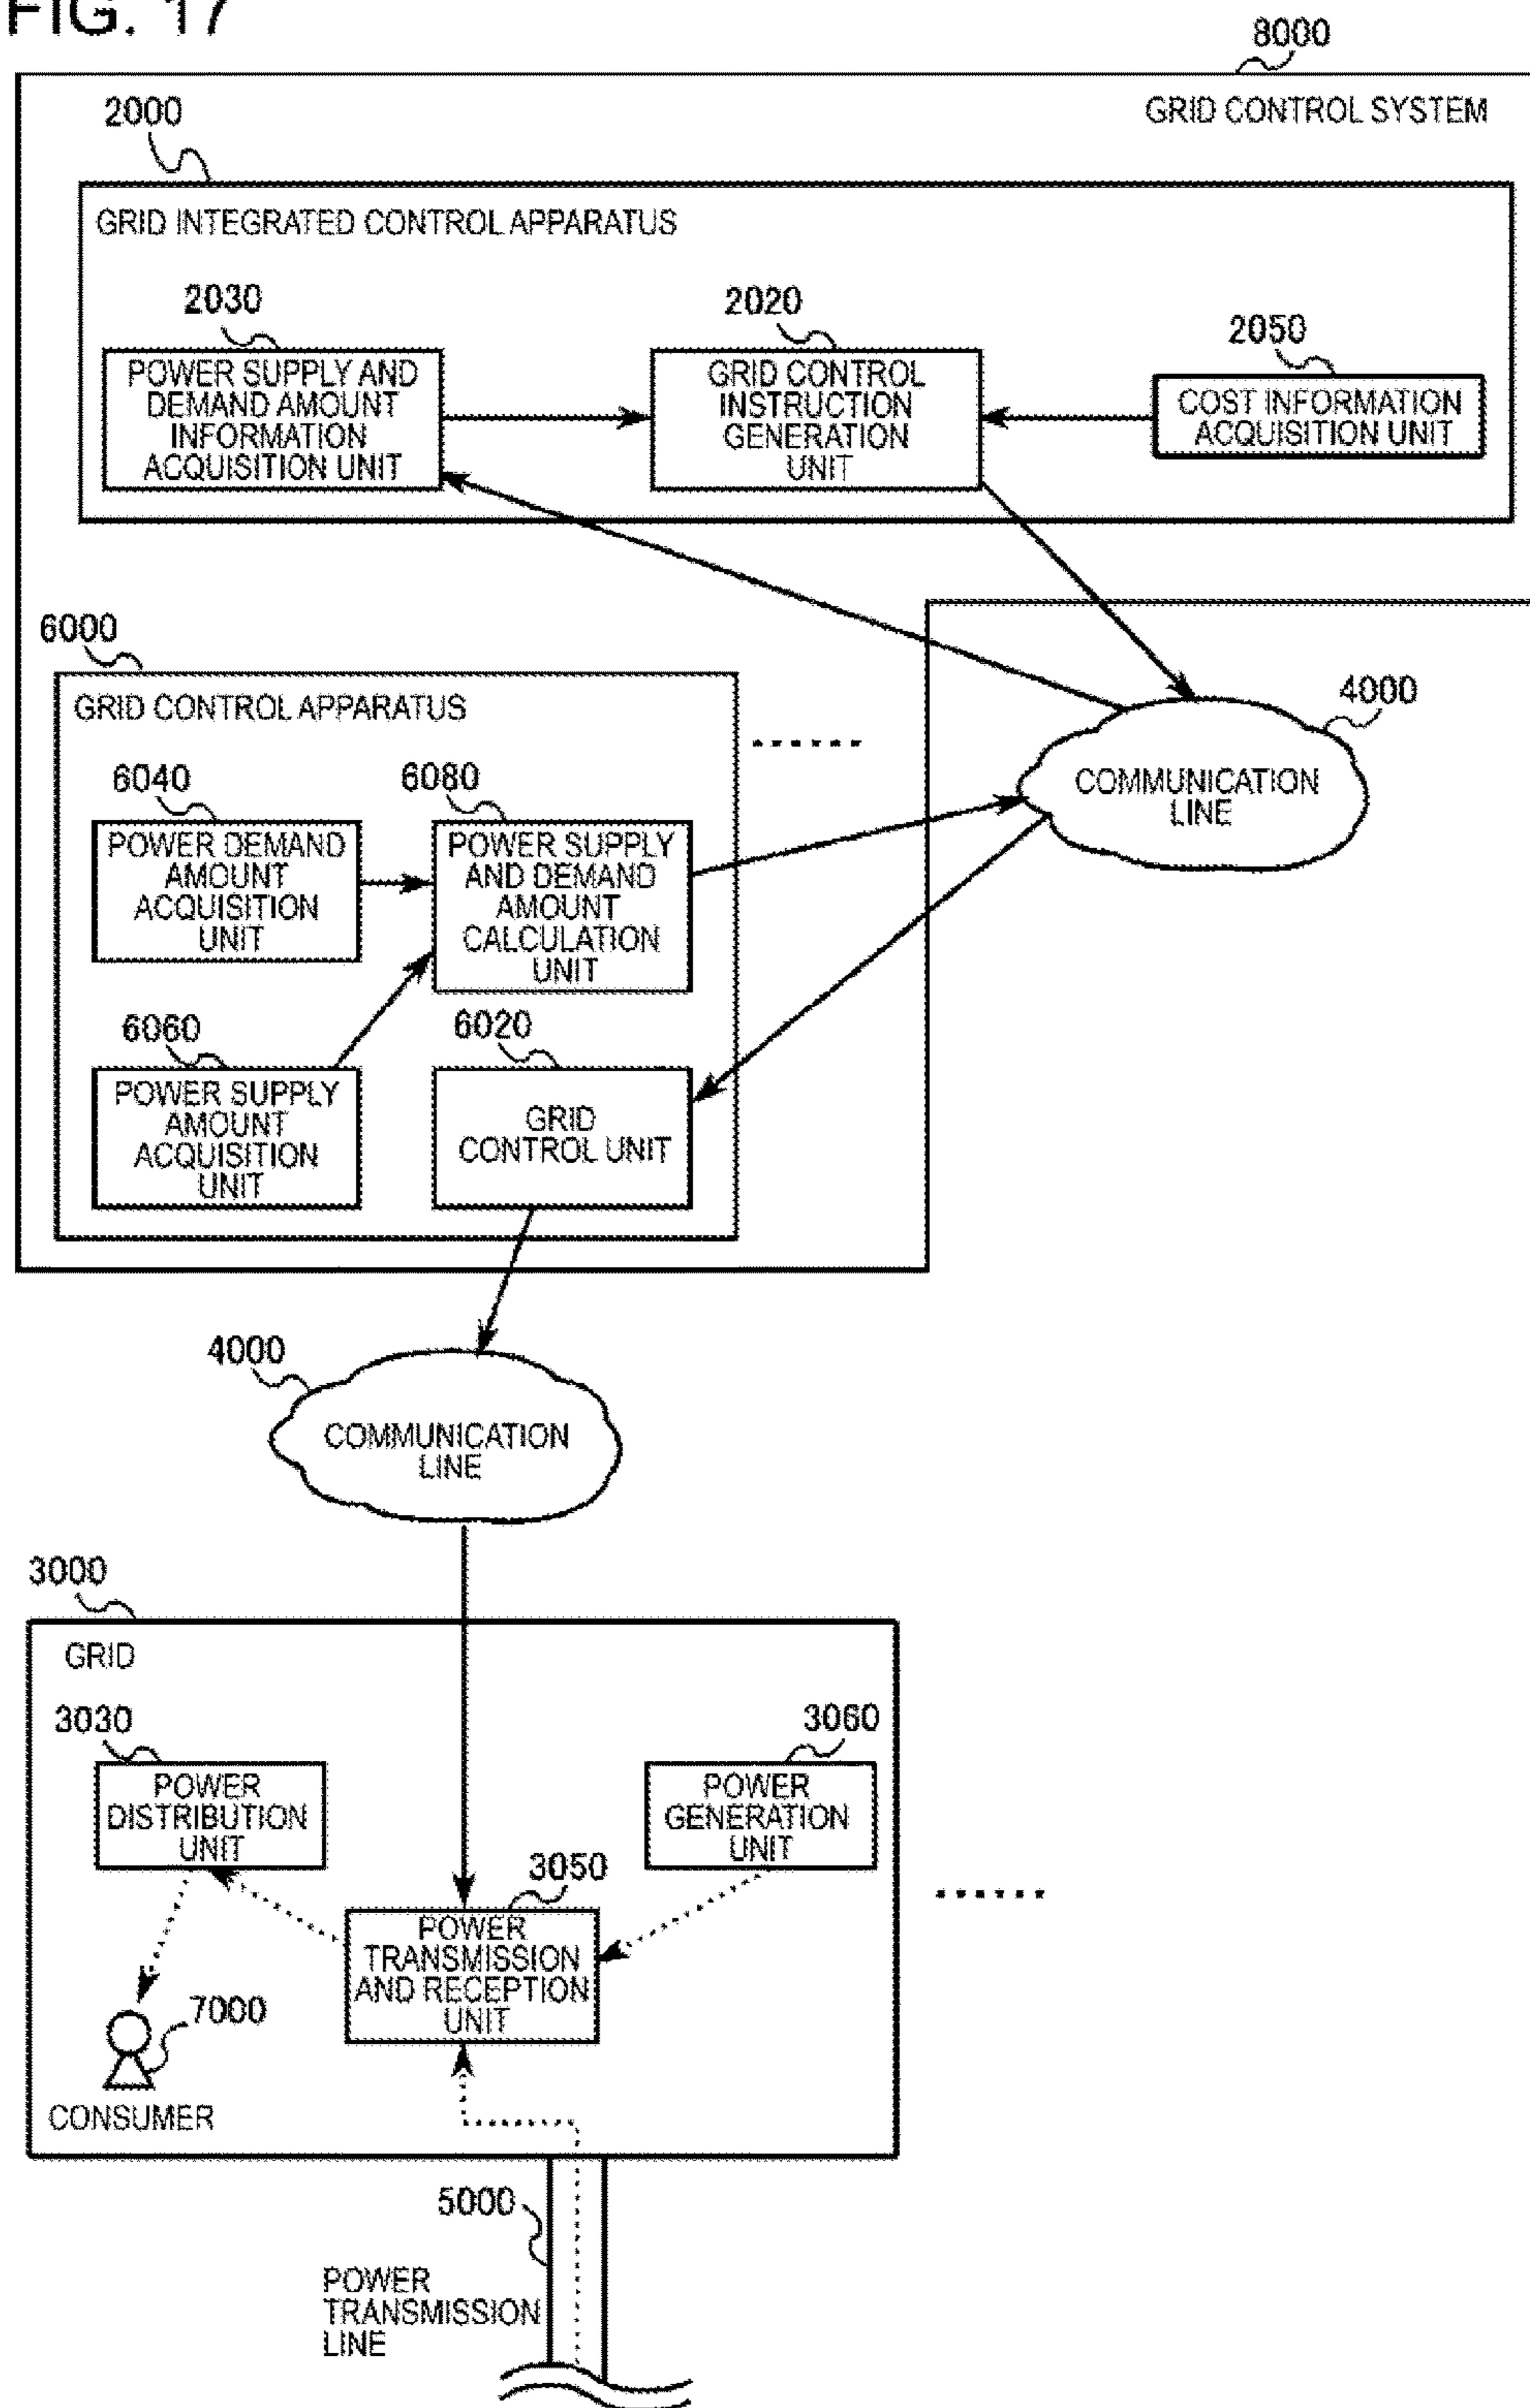 FIG. 17
8000
GRID CONTROL SYSTEM
2000
GRID INTEGRATED CONTROL APPARATUS
2030
POWER SUPPLY AND
DEMAND AMOUNT
INFORMATION
ACQUISITION UNIT
2020
GRID CONTROL
INSTRUCTION
GENERATION
UNIT
2050
COST INFORMATION
ACQUISITION UNIT
6000
GRID CONTROL APPARATUS
6040
POWER DEMAND
AMOUNT
ACQUISITION
UNIT
6080
POWER SUPPLY
AND DEMAND
AMOUNT
CALCULATION
UNIT
4000
COMMUNICATION
LINE
6060
POWER SUPPLY
AMOUNT
ACQUISITION
UNIT
6020
GRID
CONTROL UNIT
4000
COMMUNICATION
LINE
3000
GRID
3030
POWER
DISTRIBUTION
UNIT
3060
POWER
GENERATION
UNIT
3050
POWER
TRANSMISSION
AND RECEPTION
UNIT
7000
CONSUMER
5000
POWER
TRANSMISSION
LINE